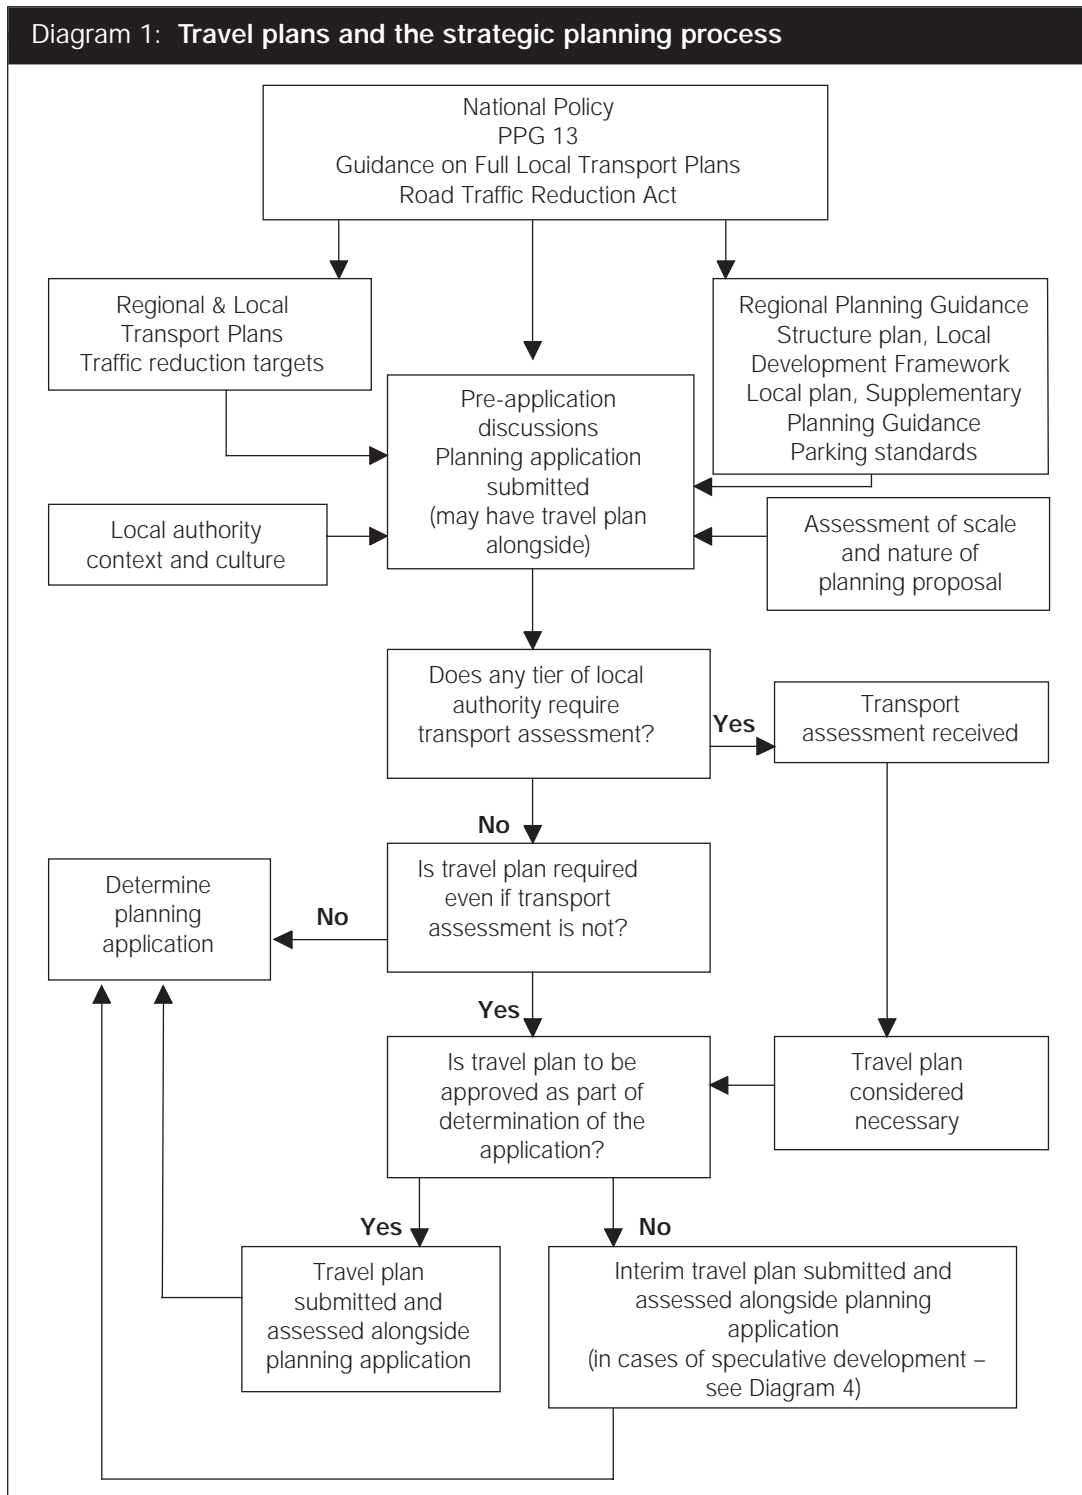 Diagram 1: Travel plans and the strategic planning process
National Policy
PPG 13
Guidance on Full Local Transport Plans
Road Traffic Reduction Act
Regional & Local
Transport Plans
Traffic reduction targets
Regional Planning Guidance
Structure plan, Local
Development Framework
Local plan, Supplementary
Planning Guidance
Parking standards
Pre-application
discussions
Planning application
submitted
(may have travel plan
alongside)
Local authority
context and culture
Assessment of scale
and nature of
planning proposal
Does any tier of local
authority require
transport assessment?
Yes
Transport
assessment received
No
Is travel plan required
even if transport
assessment is not?
No
Determine
planning
application
Yes
Is travel plan to be
approved as part of
determination of the
application?
Travel plan
considered
necessary
Yes
No
Travel plan
submitted and
assessed alongside
planning application
Interim travel plan submitted and
assessed alongside planning
application
(in cases of speculative development –
see Diagram 4)